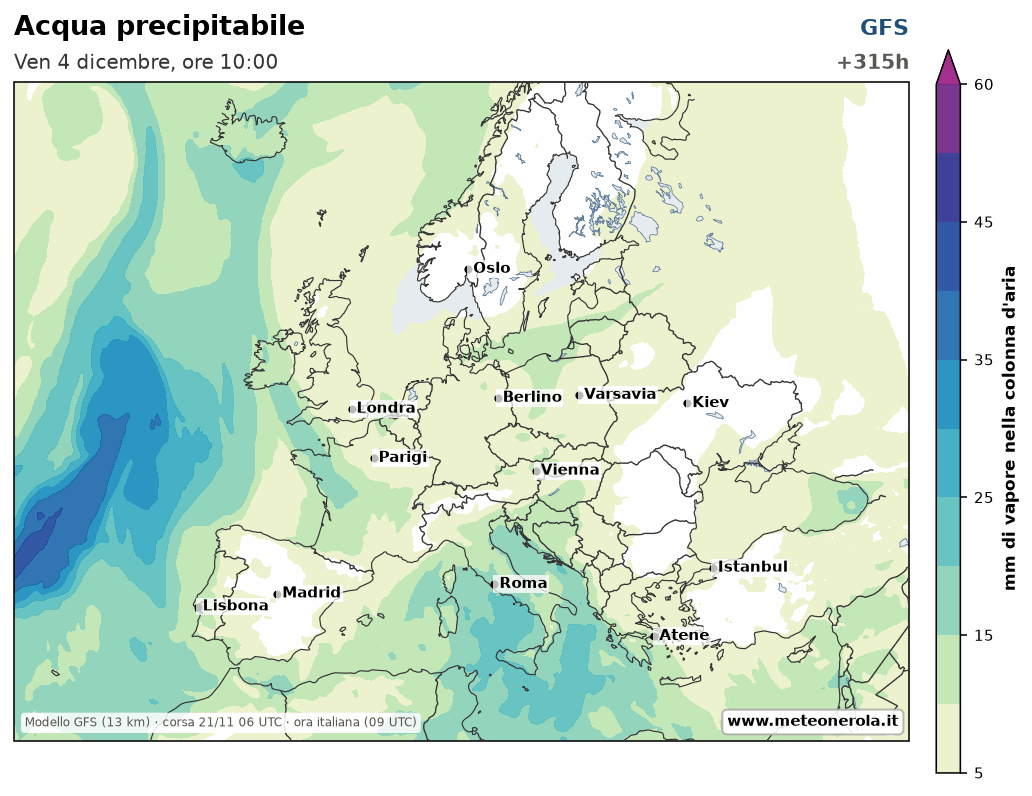 Acqua precipitabile
GFS
Ven 4 dicembre, ore 10:00
+315h
60
45
35
25
15
5
mm di vapore nella colonna d'aria
Oslo
Berlino
Varsavia
Londra
Kiev
Parigi
Vienna
Istanbul
Roma
Madrid
Lisbona
Atene
Modello GFS (13 km) · corsa 21/11 06 UTC · ora italiana (09 UTC)
www.meteonerola.it